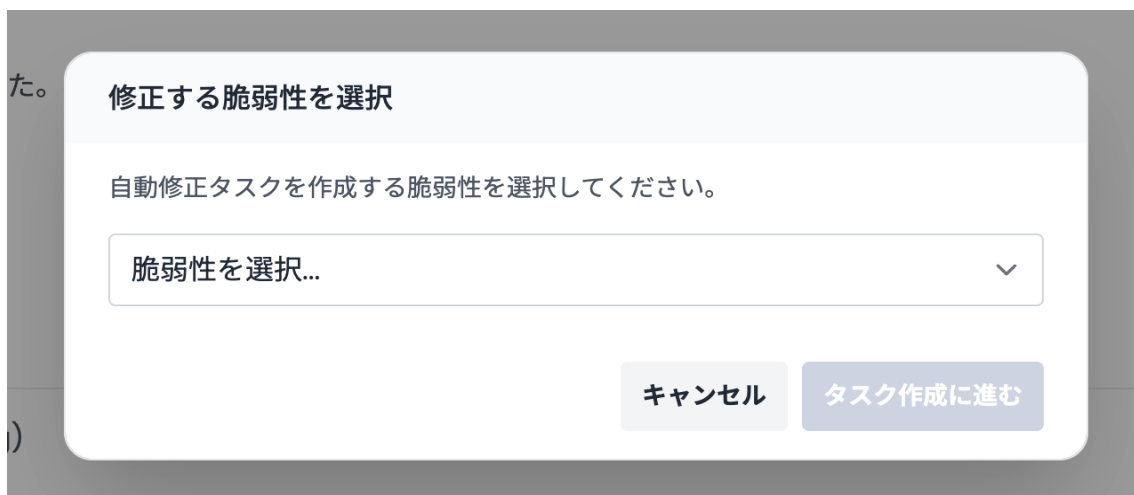 た。
修正する脆弱性を選択
自動修正タスクを作成する脆弱性を選択してください。
脆弱性を選択...
キャンセル
タスク作成に進む
)